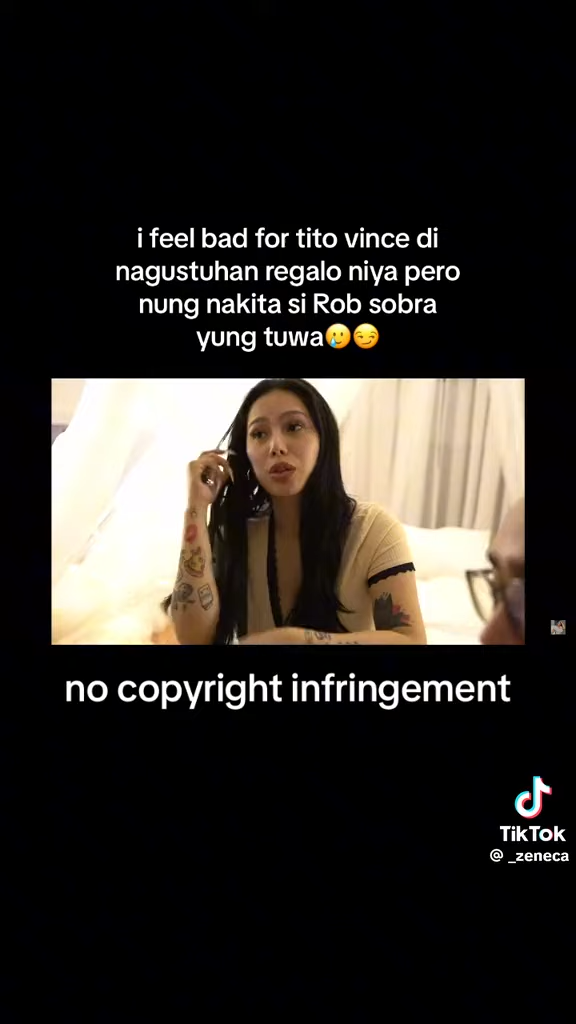 i feel bad for tito vince di
nagustuhan regalo niya pero
nung nakita si Rob sobra
yung tuwa🥲😏
no copyright infringement
TikTok
@ _zeneca